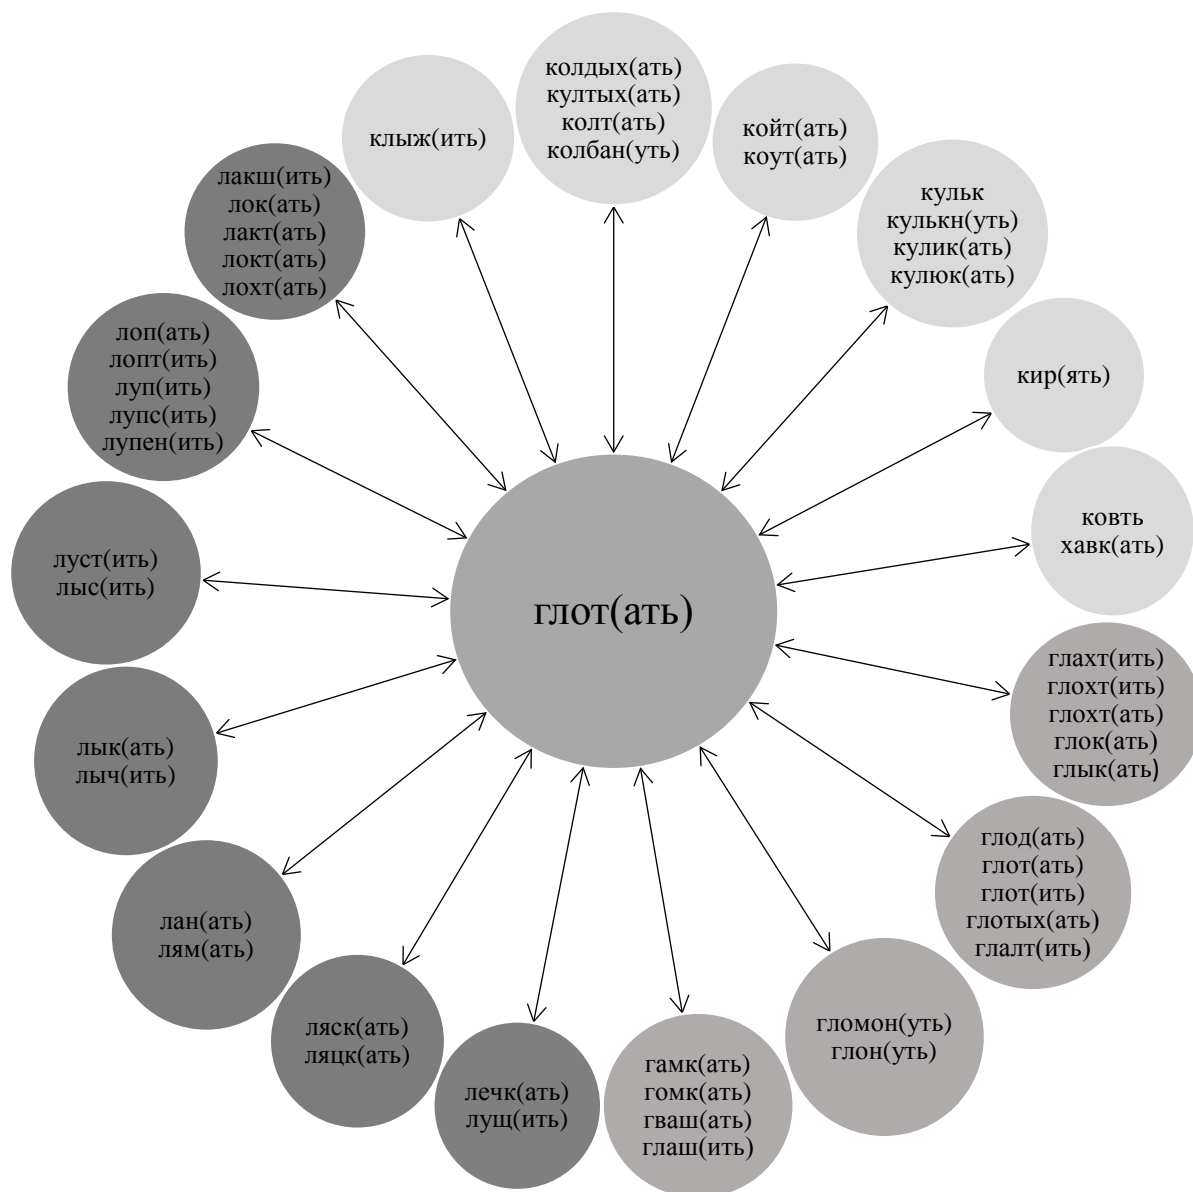 колдых(ать)
култых(ать)
колт(ать)
колбан(уть)
койт(ать)
коут(ать)
кульк
кулькн(уть)
кулик(ать)
кулюк(ать)
кир(ять)
ковть
хавк(ать)
глахт(ить)
глохт(ить)
глохт(ать)
глок(ать)
глык(ать)
глод(ать)
глот(ать)
глот(ить)
глотых(ать)
глалт(ить)
гломон(уть)
глон(уть)
гамк(ать)
гомк(ать)
гваш(ать)
глаш(ить)
лечк(ать)
лущ(ить)
ляск(ать)
ляцк(ать)
лан(ать)
лям(ать)
лык(ать)
лыч(ить)
луст(ить)
лыс(ить)
лоп(ать)
лопт(ить)
луп(ить)
лупс(ить)
лупен(ить)
лакш(ить)
лок(ать)
лакт(ать)
локт(ать)
лохт(ать)
клыж(ить)
глот(ать)